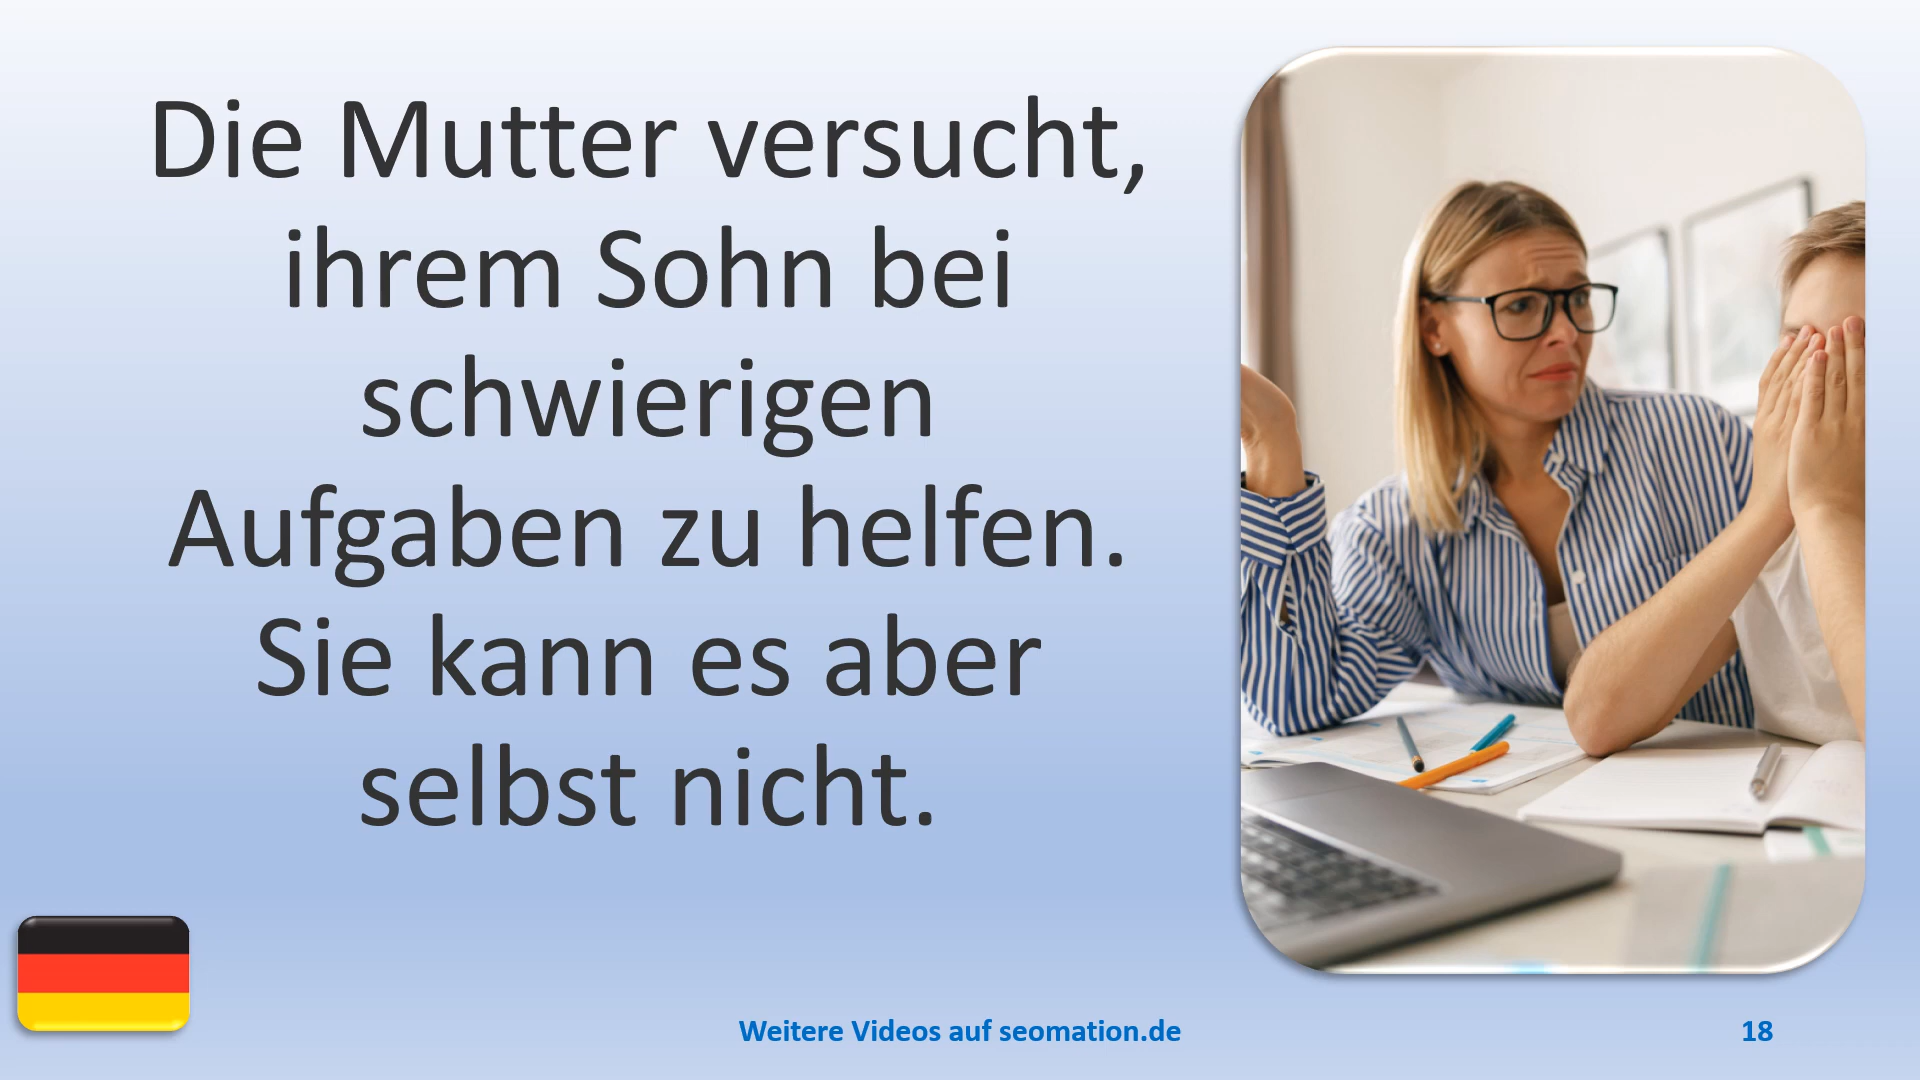 Die Mutter versucht,
ihrem Sohn bei
schwierigen
Aufgaben zu helfen.
Sie kann es aber
selbst nicht.
Weitere Videos auf seomation.de
18